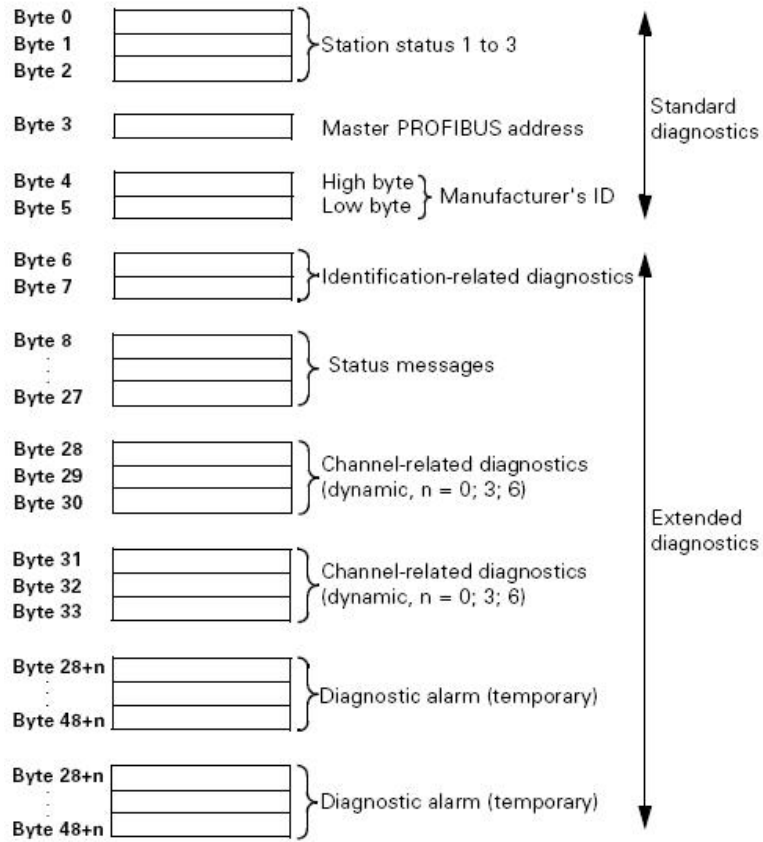 Byte 0
Byte 1
Byte 2
Station status 1 to 3
Byte 3
Master PROFIBUS address
Byte 4
Byte 5
High byte
Low byte
Manufacturer's ID
Standard
diagnostics
Byte 6
Byte 7
Identification-related diagnostics
Byte 8
Byte 27
Status messages
Byte 28
Byte 29
Byte 30
Channel-related diagnostics
(dynamic, n = 0; 3; 6)
Byte 31
Byte 32
Byte 33
Channel-related diagnostics
(dynamic, n = 0; 3; 6)
Byte 28+n
Byte 48+n
Diagnostic alarm (temporary)
Byte 28+n
Byte 48+n
Diagnostic alarm (temporary)
Extended
diagnostics